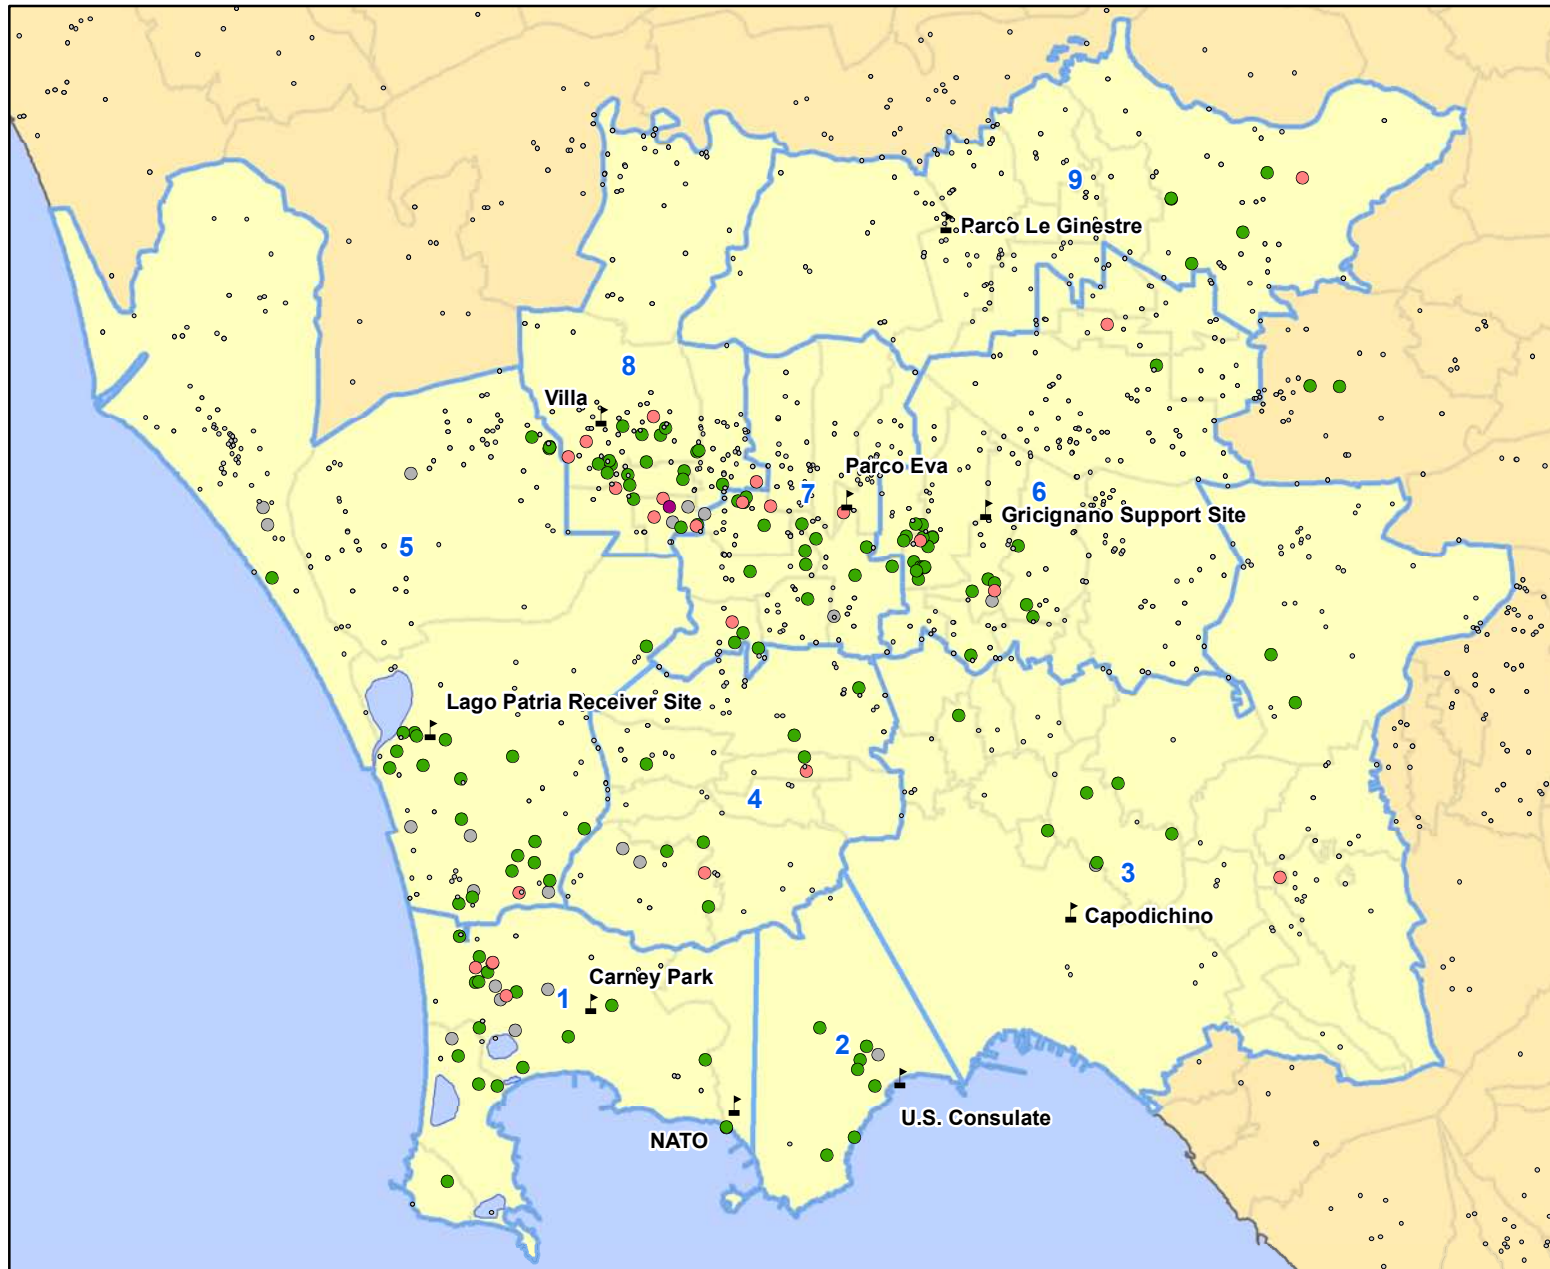 9
Parco Le Ginestre
8
Villa
Parco Eva
7
6
Gricignano Support Site
5
Lago Patria Receiver Site
4
3
Capodichino
Carney Park
1
2
U.S. Consulate
NATO